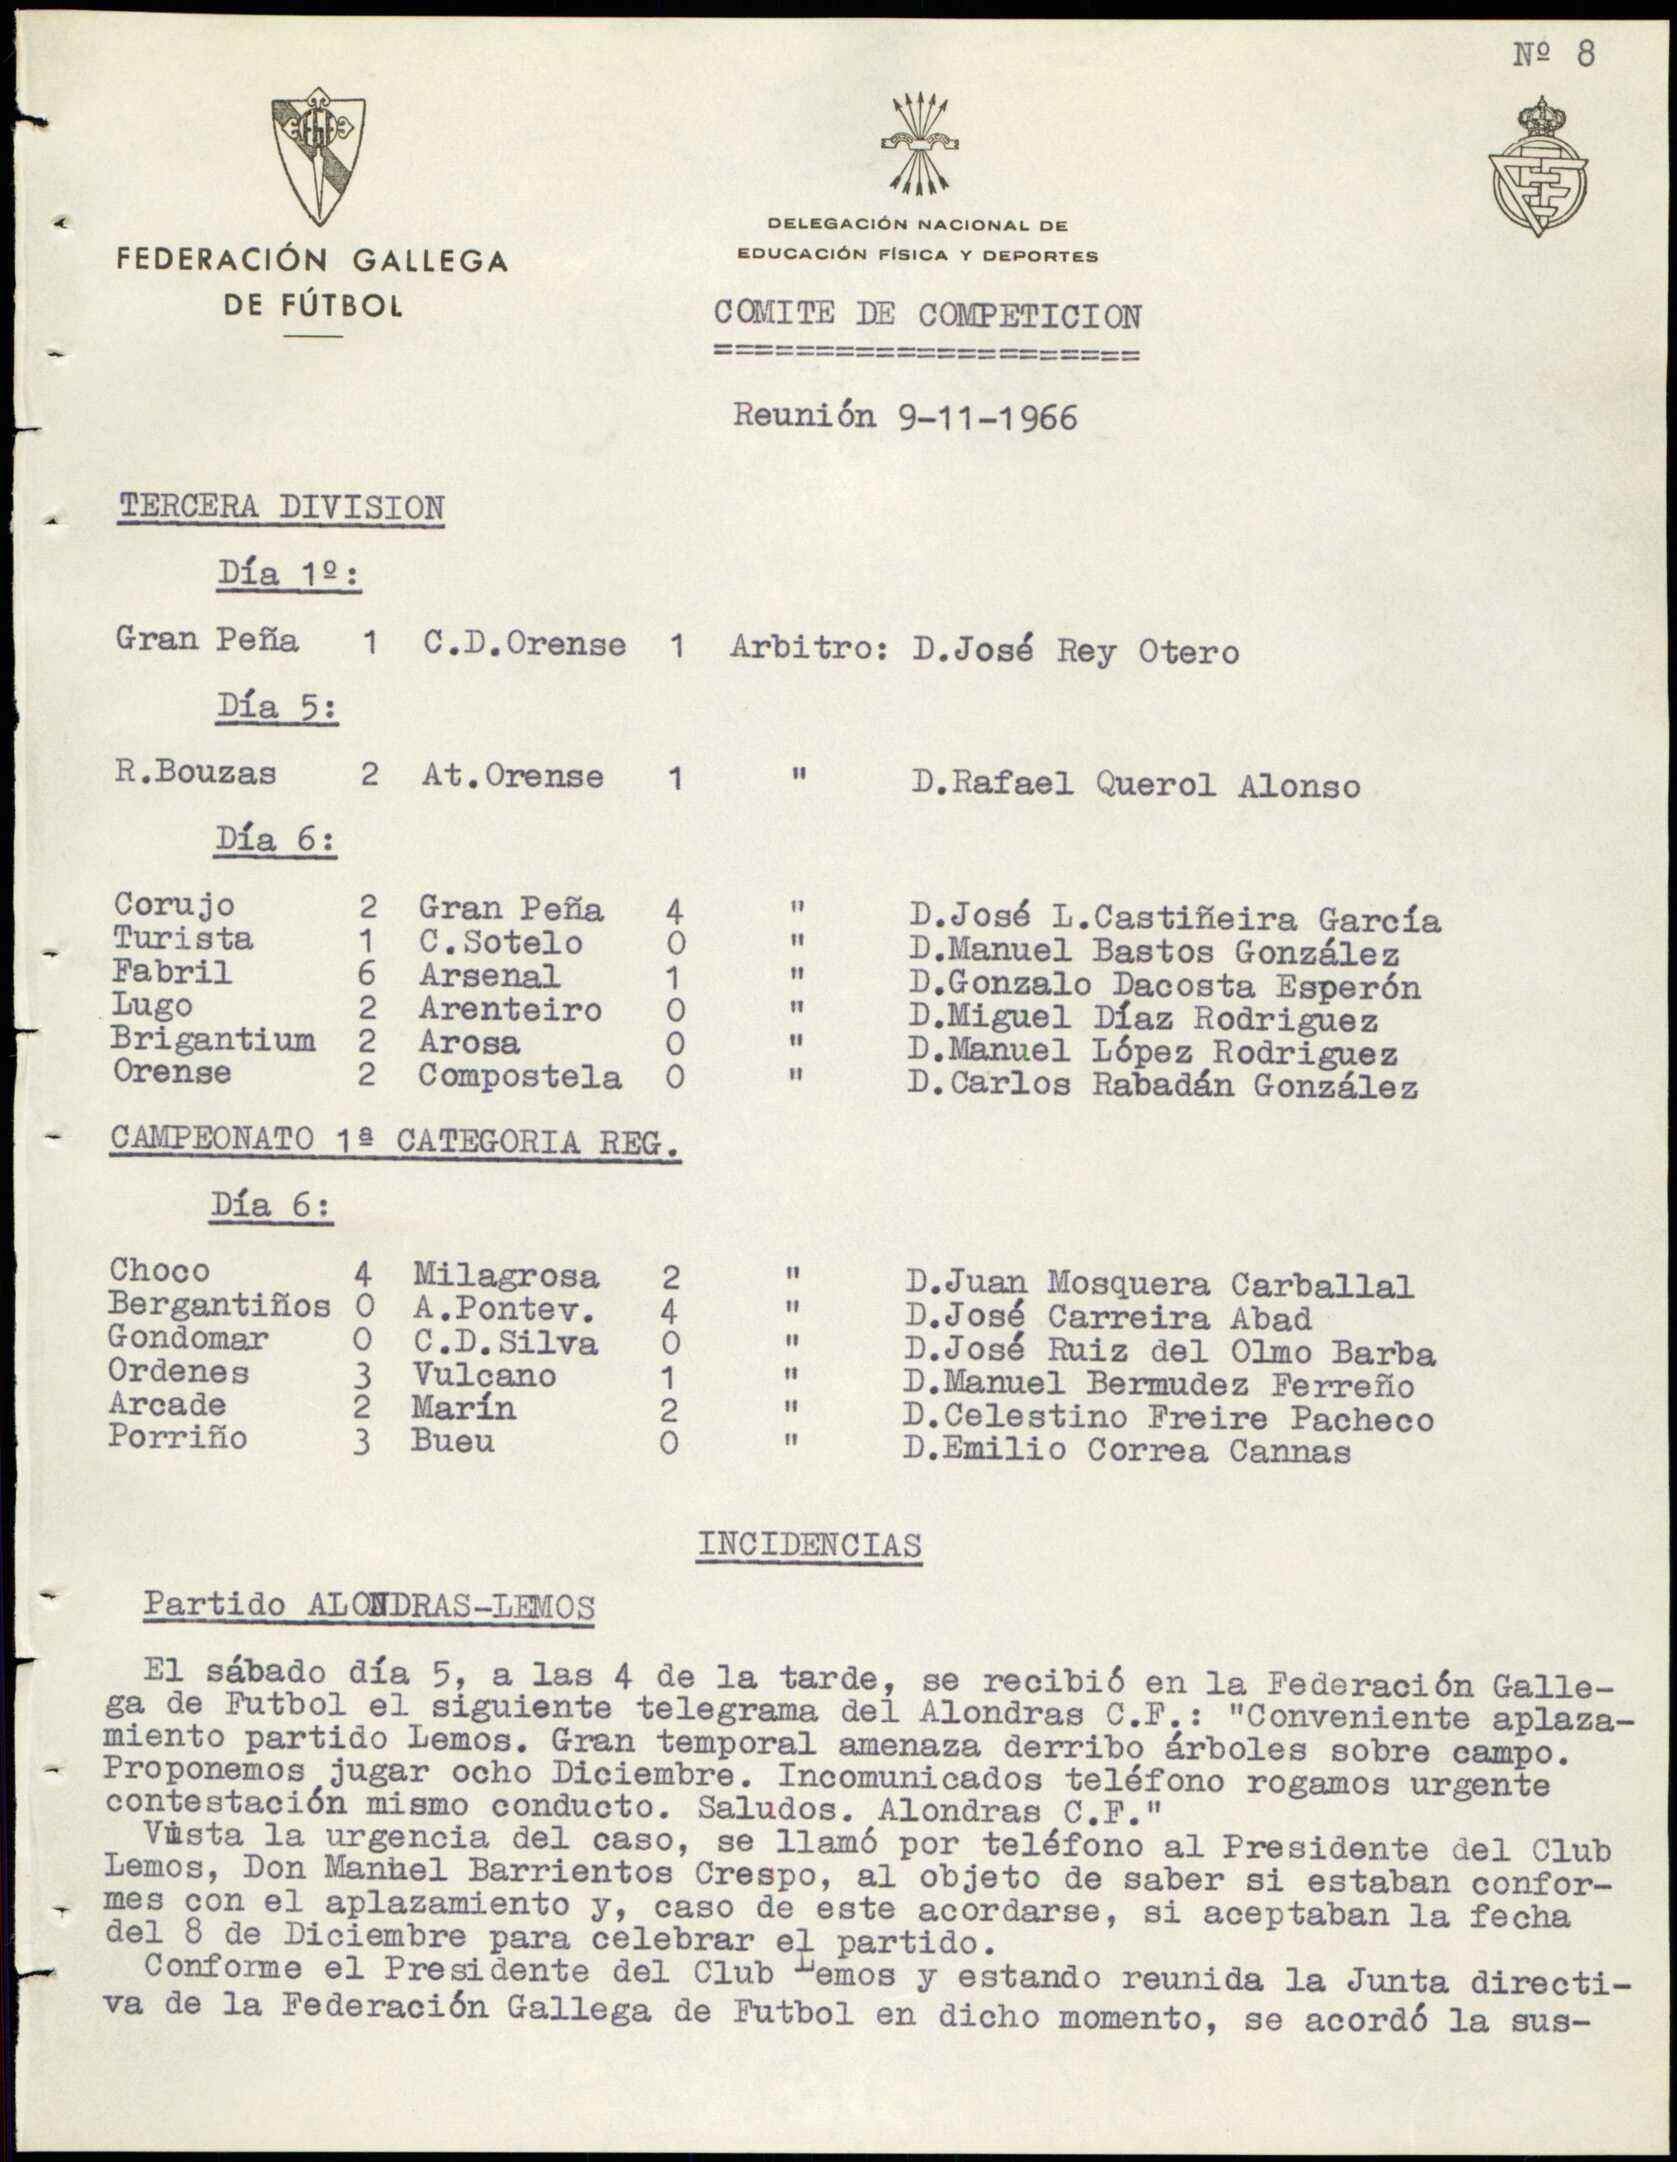 Nº 8
FEDERACIÓN GALLEGA
DE FÚTBOL
DELEGACIÓN NACIONAL DE
EDUCACIÓN FÍSICA Y DEPORTES
COMITE DE COMPETICION
=====================
Reunión 9-11-1966
TERCERA DIVISION
Día 1º:
Gran Peña 1 C.D.Orense 1 Arbitro: D.José Rey Otero
Día 5:
R.Bouzas 2 At.Orense 1 " D.Rafael Querol Alonso
Día 6:
Corujo 2 Gran Peña 4 " D.José L.Castiñeira García
Turista 1 C.Sotelo 0 " D.Manuel Bastos González
Fabril 6 Arsenal 1 " D.Gonzalo Dacosta Esperón
Lugo 2 Arenteiro 0 " D.Miguel Díaz Rodriguez
Brigantium 2 Arosa 0 " D.Manuel López Rodriguez
Orense 2 Compostela 0 " D.Carlos Rabadán González
CAMPEONATO 1ª CATEGORIA REG.
Día 6:
Choco 4 Milagrosa 2 " D.Juan Mosquera Carballal
Bergantiños 0 A.Pontev. 4 " D.José Carreira Abad
Gondomar 0 C.D.Silva 0 " D.José Ruiz del Olmo Barba
Ordenes 3 Vulcano 1 " D.Manuel Bermudez Ferreño
Arcade 2 Marín 2 " D.Celestino Freire Pacheco
Porriño 3 Bueu 0 " D.Emilio Correa Cannas
INCIDENCIAS
Partido ALONDRAS-LEMOS
El sábado día 5, a las 4 de la tarde, se recibió en la Federación Galle-
ga de Futbol el siguiente telegrama del Alondras C.F.: "Conveniente aplaza-
miento partido Lemos. Gran temporal amenaza derribo árboles sobre campo.
Proponemos jugar ocho Diciembre. Incomunicados teléfono rogamos urgente
contestación mismo conducto. Saludos. Alondras C.F."
Vista la urgencia del caso, se llamó por teléfono al Presidente del Club
Lemos, Don Manuel Barrientos Crespo, al objeto de saber si estaban confor-
mes con el aplazamiento y, caso de este acordarse, si aceptaban la fecha
del 8 de Diciembre para celebrar el partido.
Conforme el Presidente del Club Lemos y estando reunida la Junta directi-
va de la Federación Gallega de Futbol en dicho momento, se acordó la sus-